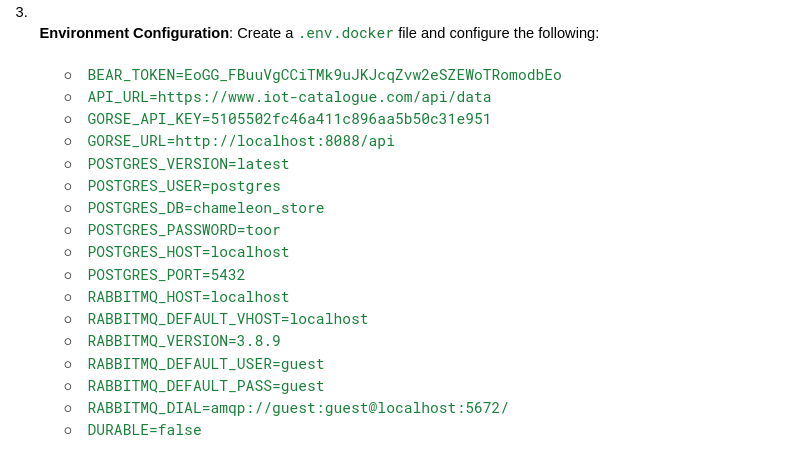 3.
Environment Configuration: Create a .env.docker file and configure the following:
○ BEAR_TOKEN=EoGG_FBuuVgCCiTMk9uJKJcqZvw2eSZEWoTRomodbEo
○ API_URL=https://www.iot-catalogue.com/api/data
○ GORSE_API_KEY=5105502fc46a411c896aa5b50c31e951
○ GORSE_URL=http://localhost:8088/api
○ POSTGRES_VERSION=latest
○ POSTGRES_USER=postgres
○ POSTGRES_DB=chameleon_store
○ POSTGRES_PASSWORD=toor
○ POSTGRES_HOST=localhost
○ POSTGRES_PORT=5432
○ RABBITMQ_HOST=localhost
○ RABBITMQ_DEFAULT_VHOST=localhost
○ RABBITMQ_VERSION=3.8.9
○ RABBITMQ_DEFAULT_USER=guest
○ RABBITMQ_DEFAULT_PASS=guest
○ RABBITMQ_DIAL=amqp://guest:guest@localhost:5672/
○ DURABLE=false